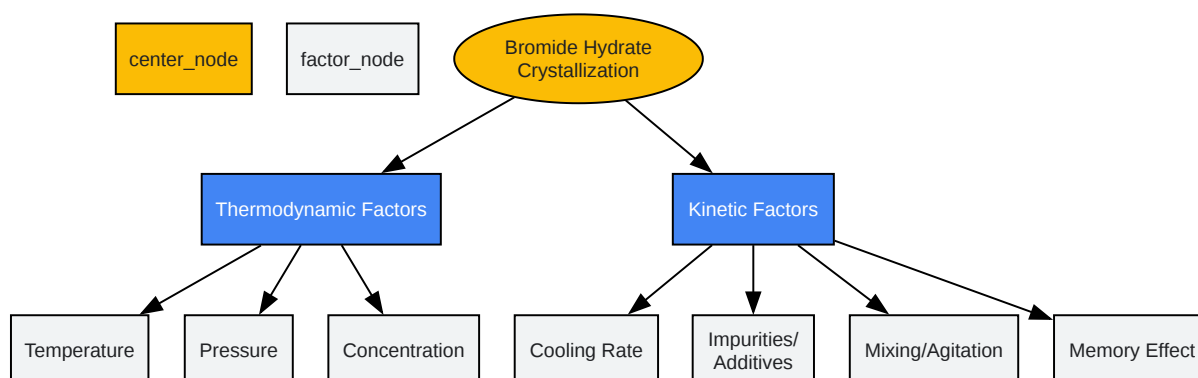 center_node
factor_node
Bromide Hydrate
Crystallization
Thermodynamic Factors
Kinetic Factors
Temperature
Pressure
Concentration
Cooling Rate
Impurities/
Additives
Mixing/Agitation
Memory Effect